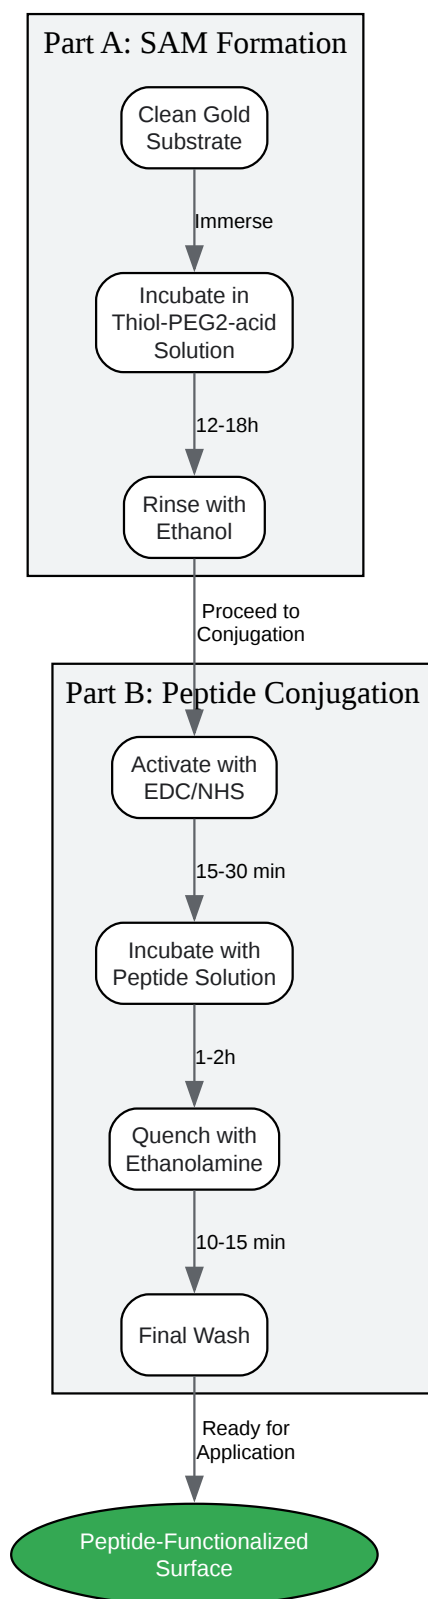 Part A: SAM Formation
Clean Gold
Substrate
Immerse
Incubate in
Thiol-PEG2-acid
Solution
12-18h
Rinse with
Ethanol
Proceed to
Conjugation
Part B: Peptide Conjugation
Activate with
EDC/NHS
15-30 min
Incubate with
Peptide Solution
1-2h
Quench with
Ethanolamine
10-15 min
Final Wash
Ready for
Application
Peptide-Functionalized
Surface